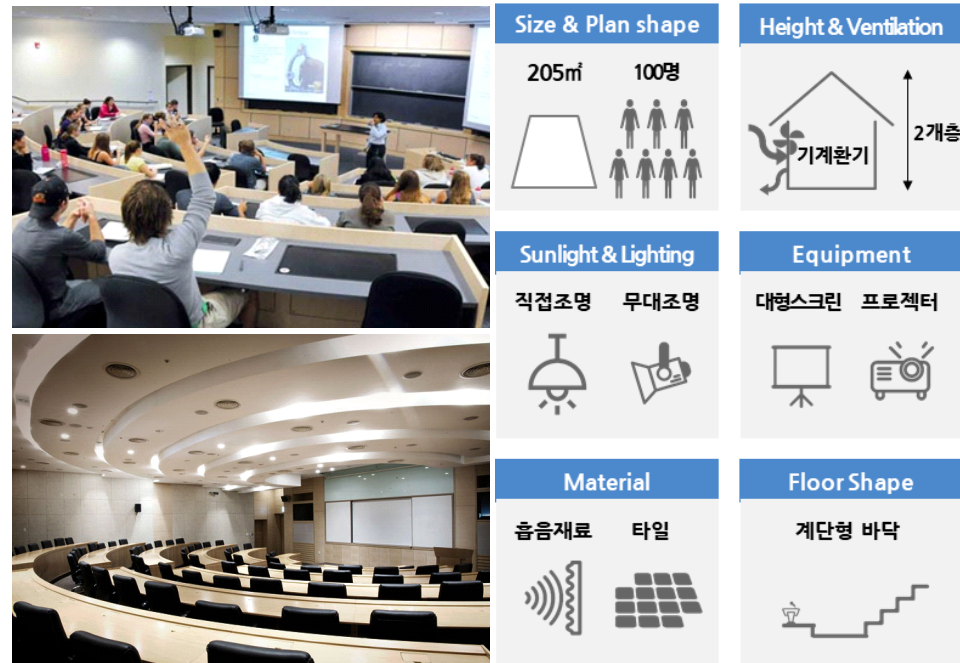 Size & Plan shape
205㎡ 100명
Height & Ventilation
기계환기
2개층
Sunlight & Lighting
직접조명 무대조명
Equipment
대형스크린 프로젝터
Material
흡음재료 타일
Floor Shape
계단형 바닥